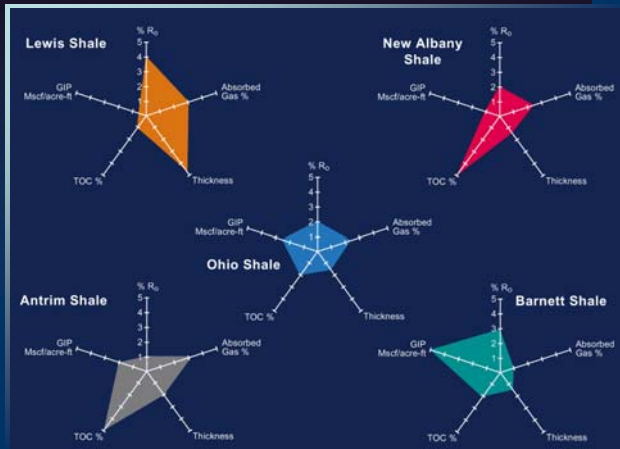 Lewis Shale
% Ro
5
4
3
2
1
GIP
Mscf/acre-ft
Absorbed
Gas %
TOC %
Thickness
New Albany
Shale
% Ro
5
4
3
2
1
GIP
Mscf/acre-ft
Absorbed
Gas %
TOC %
Thickness
Ohio Shale
% Ro
5
4
3
2
1
GIP
Mscf/acre-ft
Absorbed
Gas %
TOC %
Thickness
Antrim Shale
% Ro
5
4
3
2
1
GIP
Mscf/acre-ft
Absorbed
Gas %
TOC %
Thickness
Barnett Shale
% Ro
5
4
3
2
1
GIP
Mscf/acre-ft
Absorbed
Gas %
TOC %
Thickness